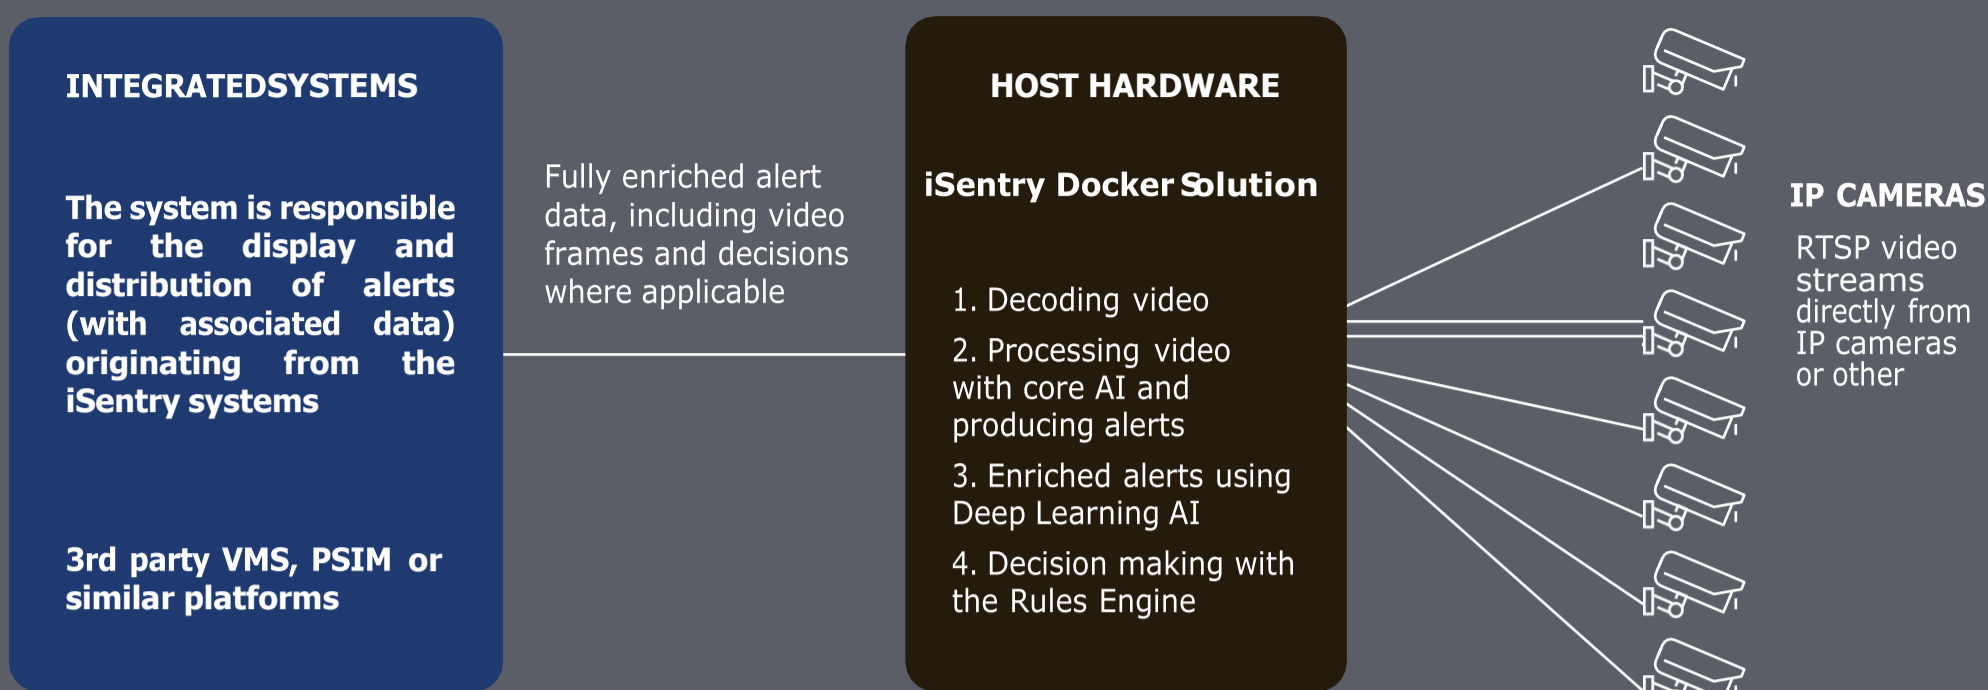 INTEGRATEDSYSTEMS
The system is responsible
for the display and
distribution of alerts
(with associated data)
originating from the
iSentry systems
3rd party VMS, PSIM or
similar platforms
Fully enriched alert
data, including video
frames and decisions
where applicable
HOST HARDWARE
iSentry Docker Solution
1. Decoding video
2. Processing video
with core AI and
producing alerts
3. Enriched alerts using
Deep Learning AI
4. Decision making with
the Rules Engine
IP CAMERAS
RTSP video
streams
directly from
IP cameras
or other